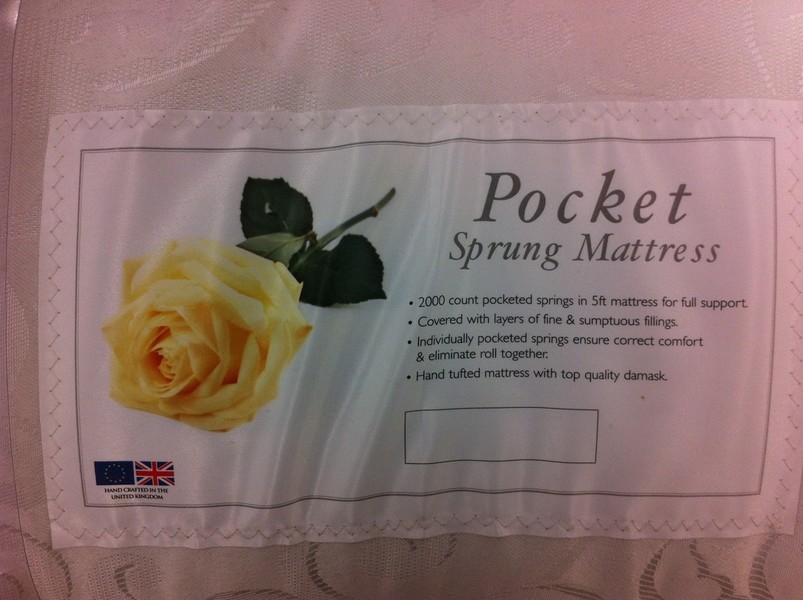 Pocket
Sprung Mattress
• 2000 count pocketed springs in 5ft mattress for full support.
• Covered with layers of fine & sumptuous fillings.
• Individually pocketed springs ensure correct comfort
& eliminate roll together.
• Hand tufted mattress with top quality damask.
HAND CRAFTED IN THE
UNITED KINGDOM